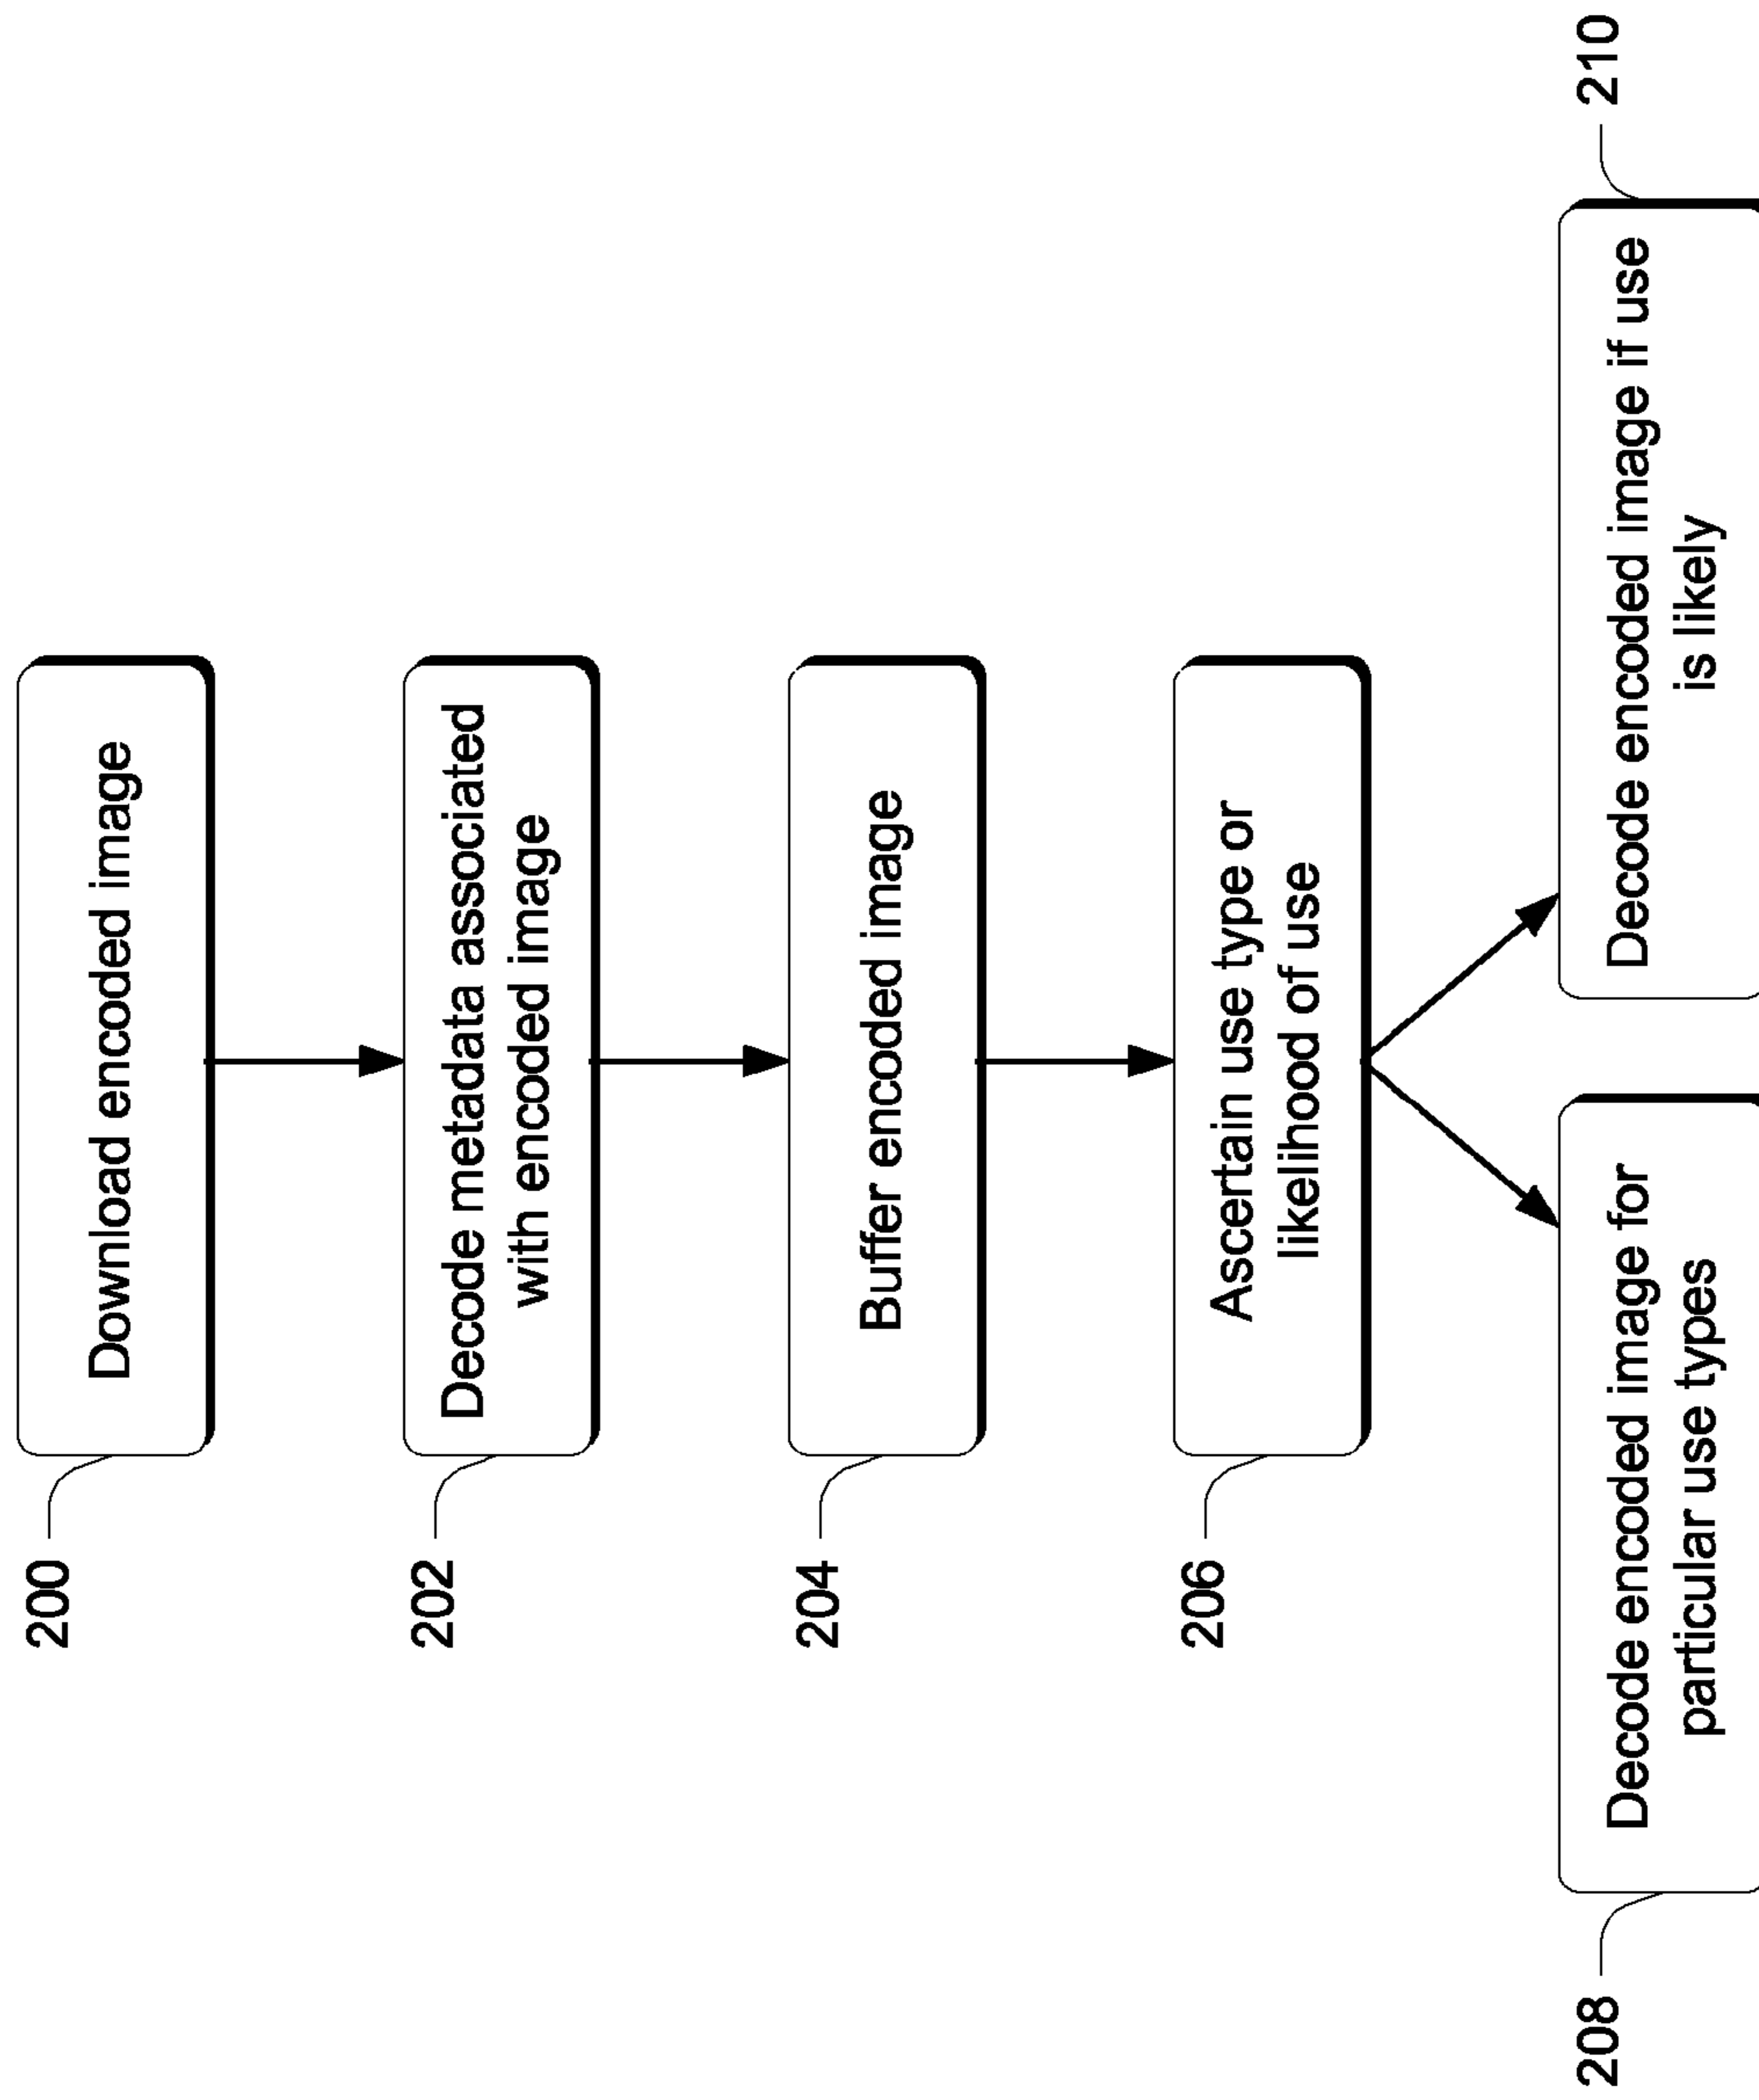 200
Download encoded image
202
Decode metadata associated
with encoded image
204
Buffer encoded image
206
Ascertain use type or
likelihood of use
208
Decode encoded image for
particular use types
210
Decode encoded image if use
is likely